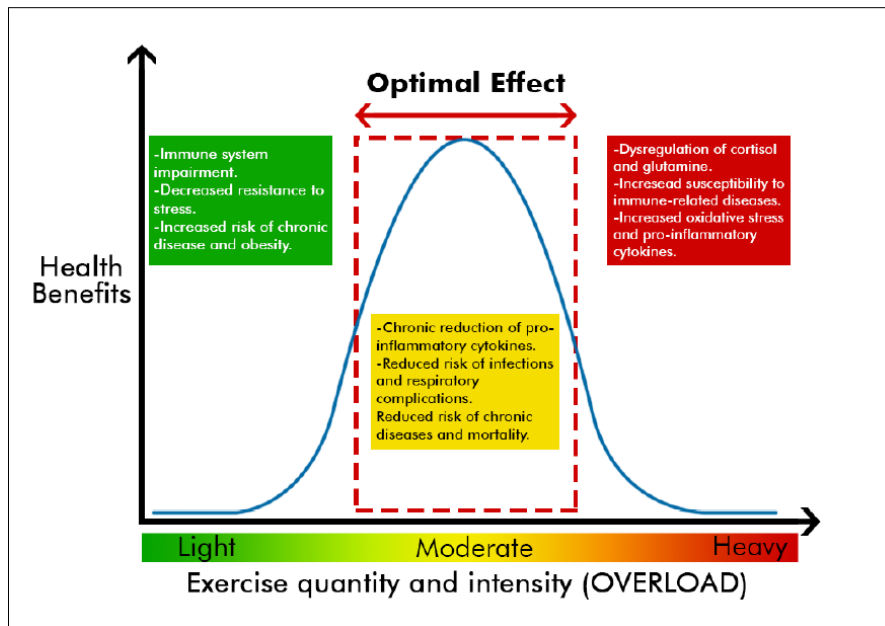 Optimal Effect
-Immune system
impairment.
-Decreased resistance to
stress.
-Increased risk of chronic
disease and obesity.
-Dysregulation of cortisol
and glutamine.
-Incresead susceptibility to
immune-related diseases.
-Increased oxidative stress
and pro-inflammatory
cytokines.
Health
Benefits
-Chronic reduction of pro-
inflammatory cytokines.
-Reduced risk of infections
and respiratory
complications.
Reduced risk of chronic
diseases and mortality.
Light
Moderate
Heavy
Exercise quantity and intensity (OVERLOAD)